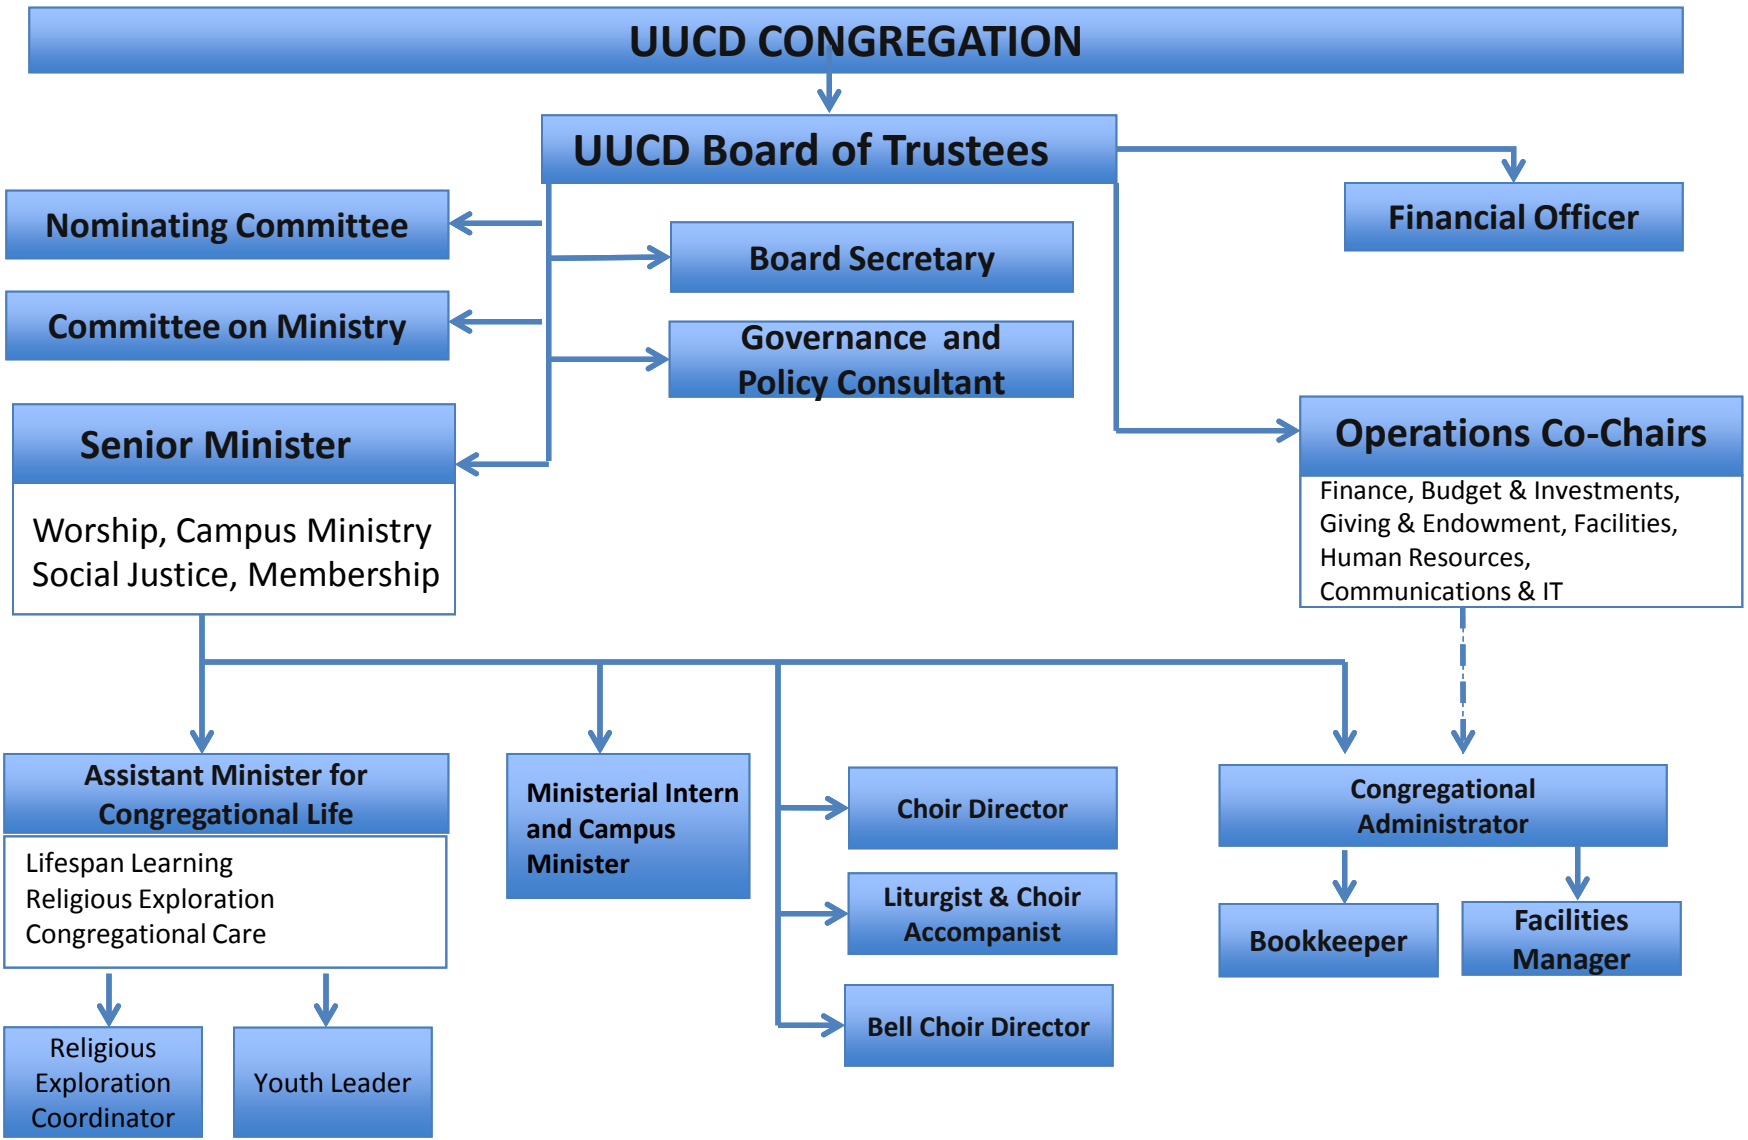 UUCD CONGREGATION
UUCD Board of Trustees
Nominating Committee
Financial Officer
Board Secretary
Committee on Ministry
Governance and
Policy Consultant
Senior Minister
Worship, Campus Ministry
Social Justice, Membership
Operations Co-Chairs
Finance, Budget & Investments,
Giving & Endowment, Facilities,
Human Resources,
Communications & IT
Assistant Minister for
Congregational Life
Lifespan Learning
Religious Exploration
Congregational Care
Ministerial Intern
and Campus
Minister
Choir Director
Liturgist & Choir
Accompanist
Bell Choir Director
Congregational
Administrator
Bookkeeper
Facilities
Manager
Religious
Exploration
Coordinator
Youth Leader